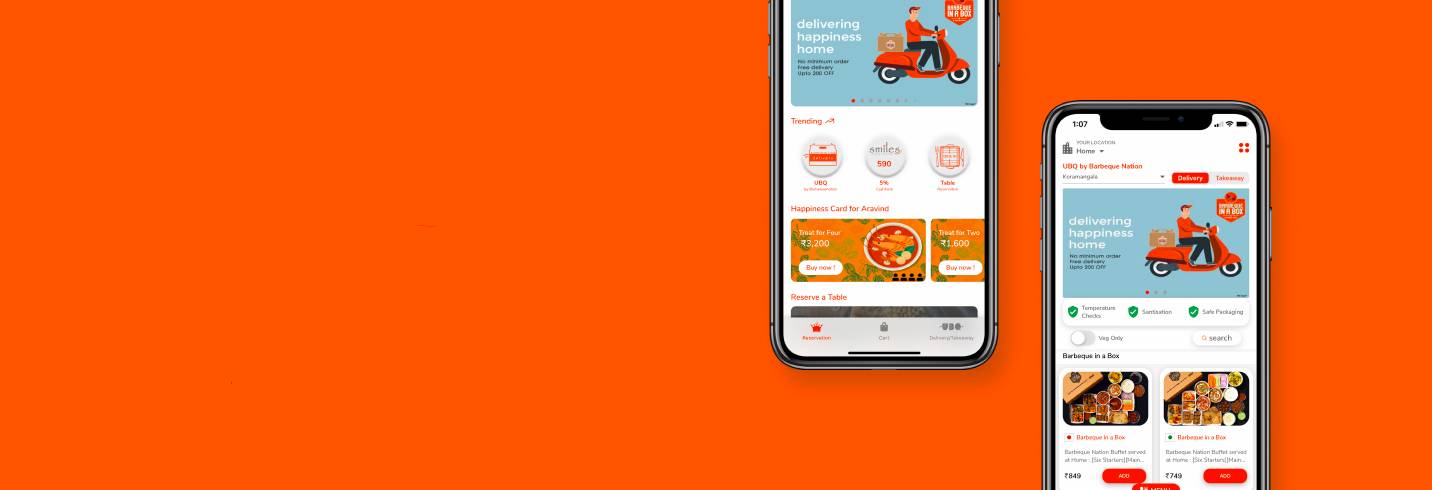 BARBEQUE
IN A BOX
delivering
happiness
home
No minimum order
Free delivery
Upto 200 OFF
Trending
delivers
smiles
590
UBQ
5%
Cashback
Table
Reservation
Happiness Card for Aravind
Treat for Four
₹3,200
Buy now !
Treat for Two
₹1,600
Buy now !
Reserve a Table
Reservation
Cart
UBQ
Delivery/Takeaway
1:07
YOUR LOCATION
Home
UBQ by Barbeque Nation
Koramangala
Delivery
Takeaway
BARBEQUE
IN A BOX
delivering
happiness
home
No minimum order
Free delivery
Upto 200 OFF
Temperature
Checks
Sanitisation
Safe Packaging
Veg Only
search
Barbeque in a Box
Barbeque in a Box
Barbeque Nation Buffet served
at Home : [Six Starters][Main...
₹849
ADD
Barbeque in a Box
Barbeque Nation Buffet served
at Home : [Six Starters][Main...
₹749
ADD
MENU